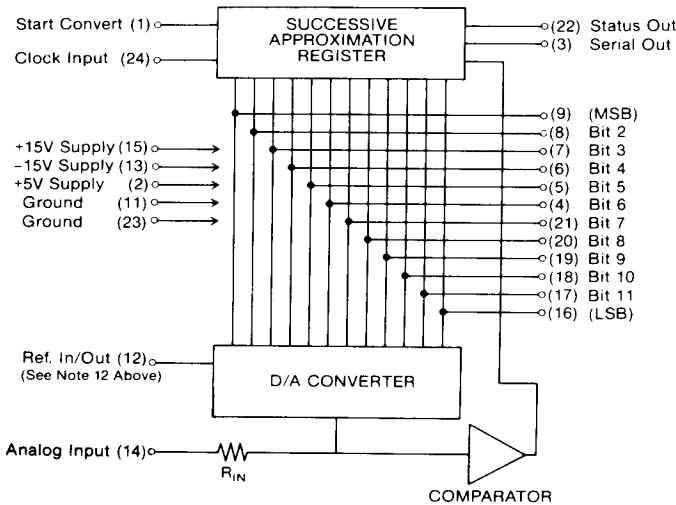 SUCCESSIVE
APPROXIMATION
REGISTER
Start Convert (1)
Clock Input (24)
(22) Status Out
(3) Serial Out
+15V Supply (15)
-15V Supply (13)
+5V Supply (2)
Ground (11)
Ground (23)
(9) (MSB)
(8) Bit 2
(7) Bit 3
(6) Bit 4
(5) Bit 5
(4) Bit 6
(21) Bit 7
(20) Bit 8
(19) Bit 9
(18) Bit 10
(17) Bit 11
(16) (LSB)
Ref. In/Out (12)
(See Note 12 Above)
D/A CONVERTER
Analog Input (14)
RIN
COMPARATOR